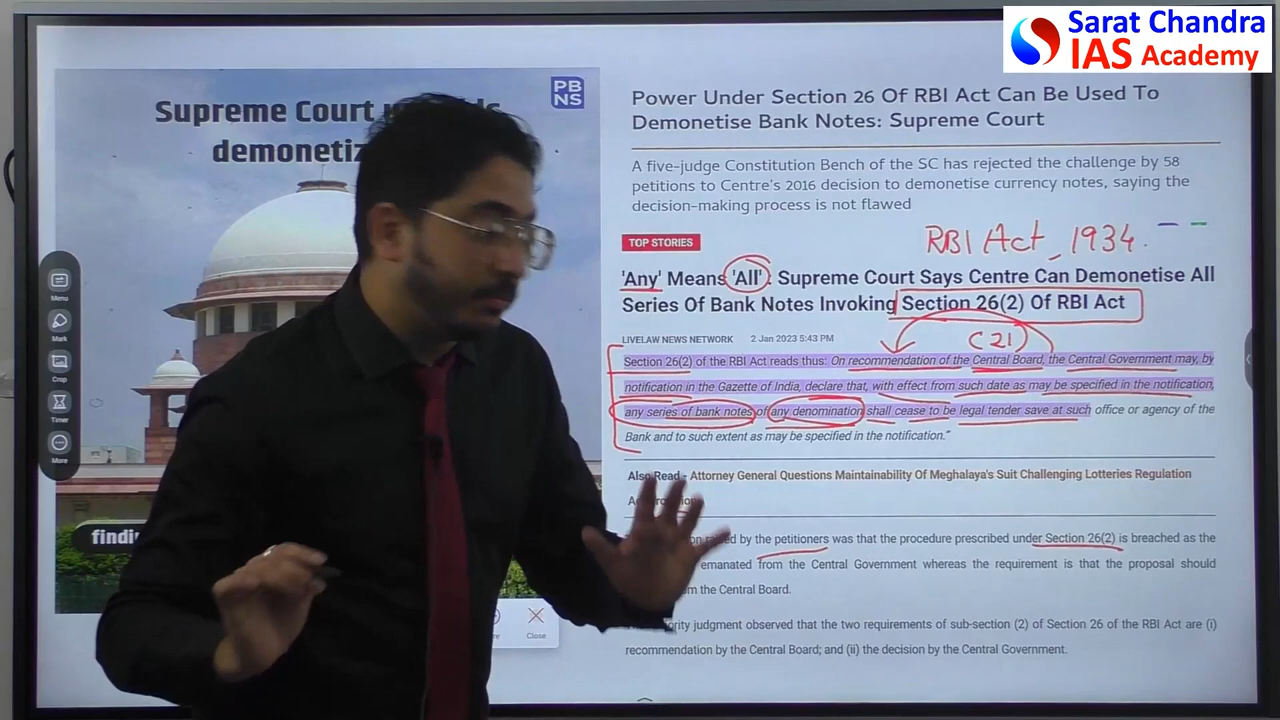 Sarat Chandra
IAS Academy
PB
NS
Supreme Court
demonetiz
Menu
Mark
Crop
Timer
More
Close
Power Under Section 26 Of RBI Act Can Be Used To
Demonetise Bank Notes: Supreme Court
A five-judge Constitution Bench of the SC has rejected the challenge by 58
petitions to Centre's 2016 decision to demonetise currency notes, saying the
decision-making process is not flawed
RBI Act, 1934.
TOP STORIES
'Any' Means 'All' : Supreme Court Says Centre Can Demonetise All
Series Of Bank Notes Invoking Section 26(2) Of RBI Act
(21)
LIVELAW NEWS NETWORK 2 Jan 2023 5:43 PM
Section 26(2) of the RBI Act reads thus: On recommendation of the Central Board, the Central Government may, by
notification in the Gazette of India, declare that, with effect from such date as may be specified in the notification,
any series of bank notes of any denomination shall cease to be legal tender save at such office or agency of the
Bank and to such extent as may be specified in the notification."
Also Read - Attorney General Questions Maintainability Of Meghalaya's Suit Challenging Lotteries Regulation
by the petitioners was that the procedure prescribed under Section 26(2) is breached as the
emanated from the Central Government whereas the requirement is that the proposal should
the Central Board.
judgment observed that the two requirements of sub-section (2) of Section 26 of the RBI Act are (i)
recommendation by the Central Board; and (ii) the decision by the Central Government.